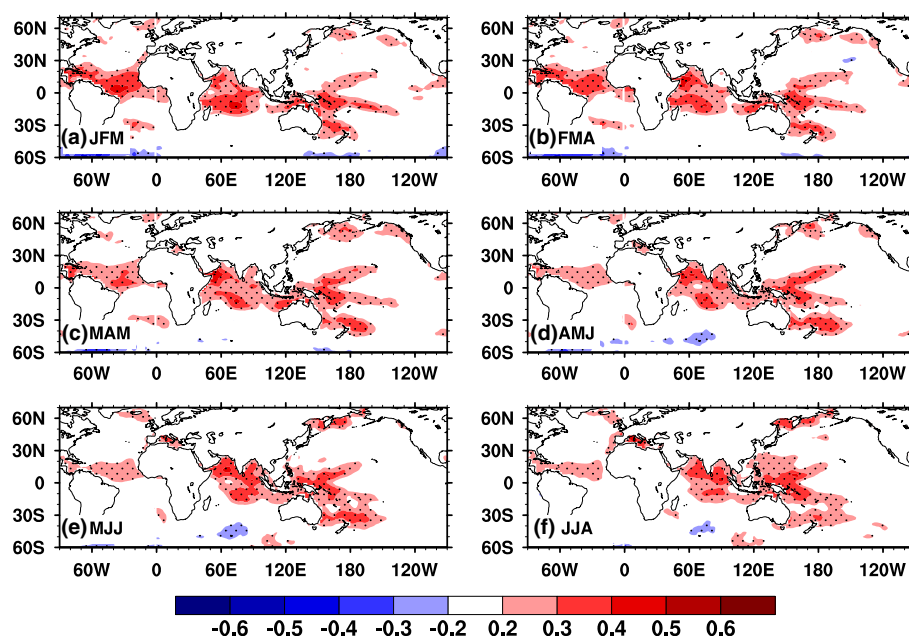 60N 60N
30N 30N
0 0
30S 30S
(a) JFM (b) FMA
60S 60S
60W 0 60E 120E 180 120W 60W 0 60E 120E 180 120W
60N 60N
30N 30N
0 0
30S 30S
(c) MAM (d) AMJ
60S 60S
60W 0 60E 120E 180 120W 60W 0 60E 120E 180 120W
60N 60N
30N 30N
0 0
30S 30S
(e) MJJ (f) JJA
60S 60S
60W 0 60E 120E 180 120W 60W 0 60E 120E 180 120W
-0.6 -0.5 -0.4 -0.3 -0.2 0.2 0.3 0.4 0.5 0.6